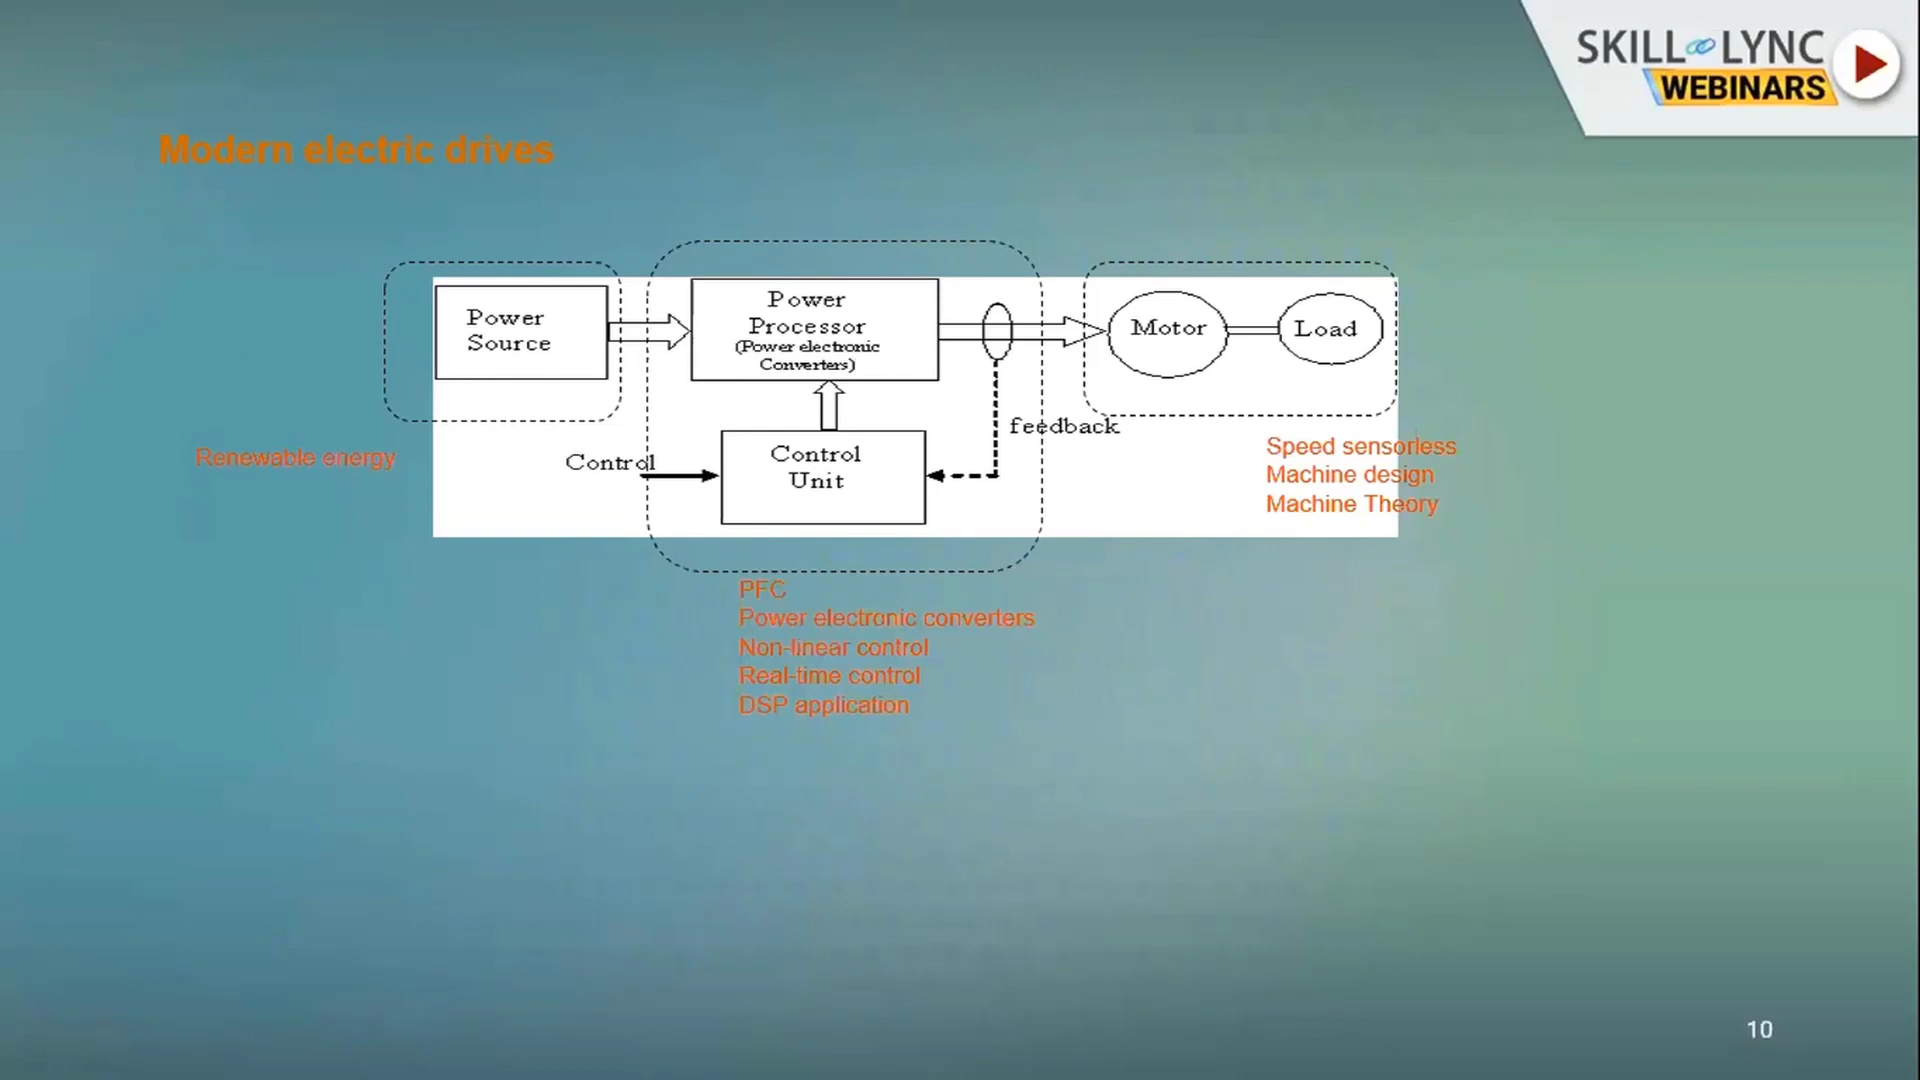 SKILL LYNC
WEBINARS
Modern electric drives
Power
Source
Power
Processor
(Power electronic
Converters)
Motor
Load
feedback
Control
Control
Unit
Renewable energy
Speed sensorless
Machine design
Machine Theory
PFC
Power electronic converters
Non-linear control
Real-time control
DSP application
10